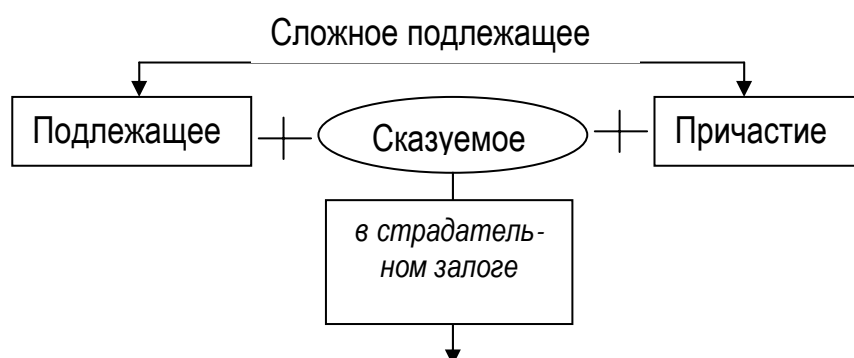 Сложное подлежащее
Подлежащее + Сказуемое + Причастие
в страдатель-
ном залоге